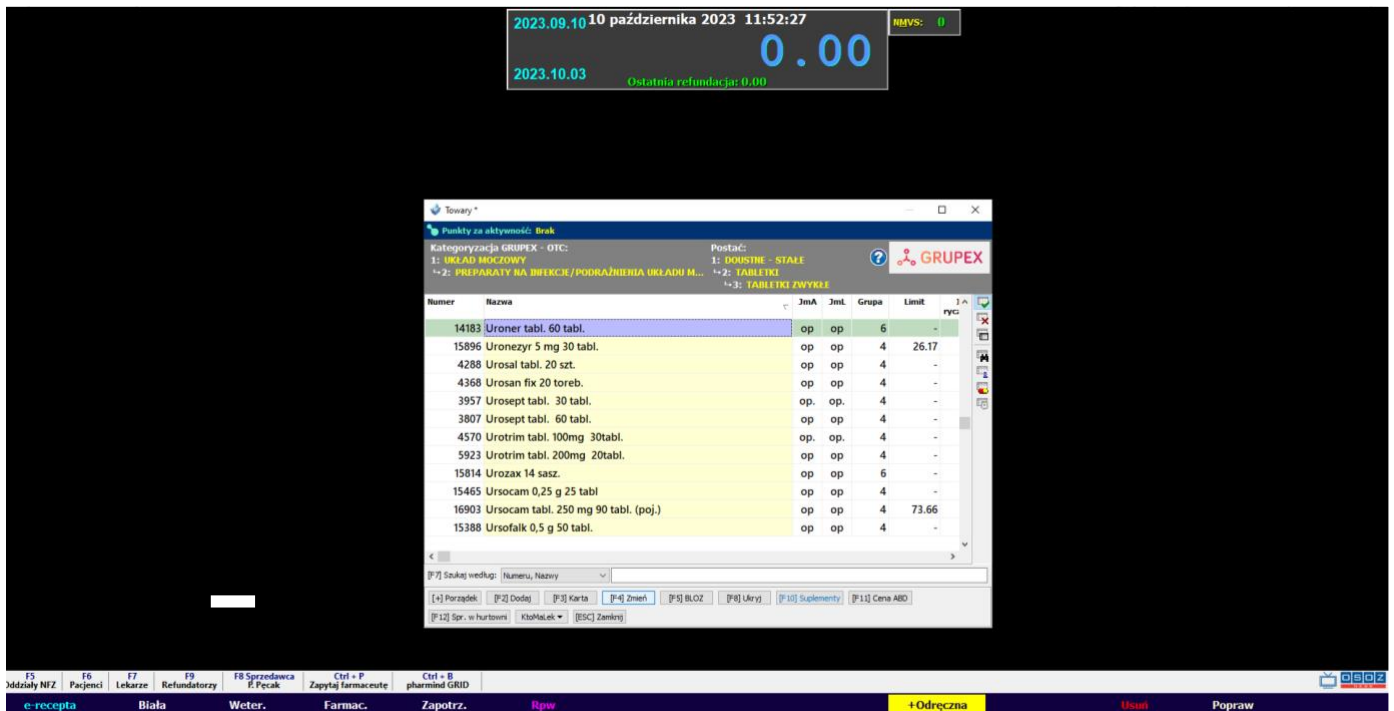 2023.09.10 10 października 2023 11:52:27
NMVS: 0
0.00
2023.10.03
Ostatnia refundacja: 0.00
Towary *
Punkty za aktywność: Brak
Kategoryzacja GRUPEX - OTC: Postać:
1: UKŁAD MOCZOWY 1: DOUSTNE - STAŁE
2: PREPARATY NA INFEKCJE/PODRAŻNIENIA UKŁADU M... 2: TABLETKI
3: TABLETKI ZWYKŁE
? GRUPEX
Numer Nazwa JmA JmL Grupa Limit
rycz
14183 Uroner tabl. 60 tabl. op op 6 -
15896 Uronezyr 5 mg 30 tabl. op op 4 26.17
4288 Urosal tabl. 20 szt. op op 4 -
4368 Urosan fix 20 toreb. op op 4 -
3957 Urosept tabl. 30 tabl. op. op. 4 -
3807 Urosept tabl. 60 tabl. op op 4 -
4570 Urotrim tabl. 100mg 30tabl. op. op. 4 -
5923 Urotrim tabl. 200mg 20tabl. op op 4 -
15814 Urozax 14 sasz. op op 6 -
15465 Ursocam 0,25 g 25 tabl op op 4 -
16903 Ursocam tabl. 250 mg 90 tabl. (poj.) op op 4 73.66
15388 Ursofalk 0,5 g 50 tabl. op op 4 -
[F7] Szukaj według: Numeru, Nazwy
[+] Porządek [F2] Dodaj [F3] Karta [F4] Zmień [F5] BLOZ [F8] Ukryj [F10] Suplementy [F11] Cena ABD
[F12] Spr. w hurtowni KtoMaLek [ESC] Zamknij
F5 F6 F7 F9 F8 Sprzedawca Ctrl + P Ctrl + B
Oddziały NFZ Pacjenci Lekarze Refundatorzy P. Pęcak Zapytaj farmaceutę pharmind GRID
OSOZ
NEWS
e-recepta Biała Weter. Farmac. Zapotrz. Rpw +Odręczna Usuń Popraw